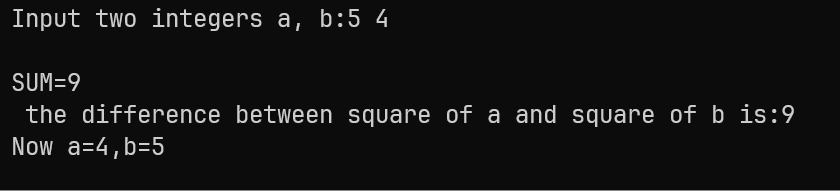 Input two integers a, b:5 4
SUM=9
the difference between square of a and square of b is:9
Now a=4,b=5